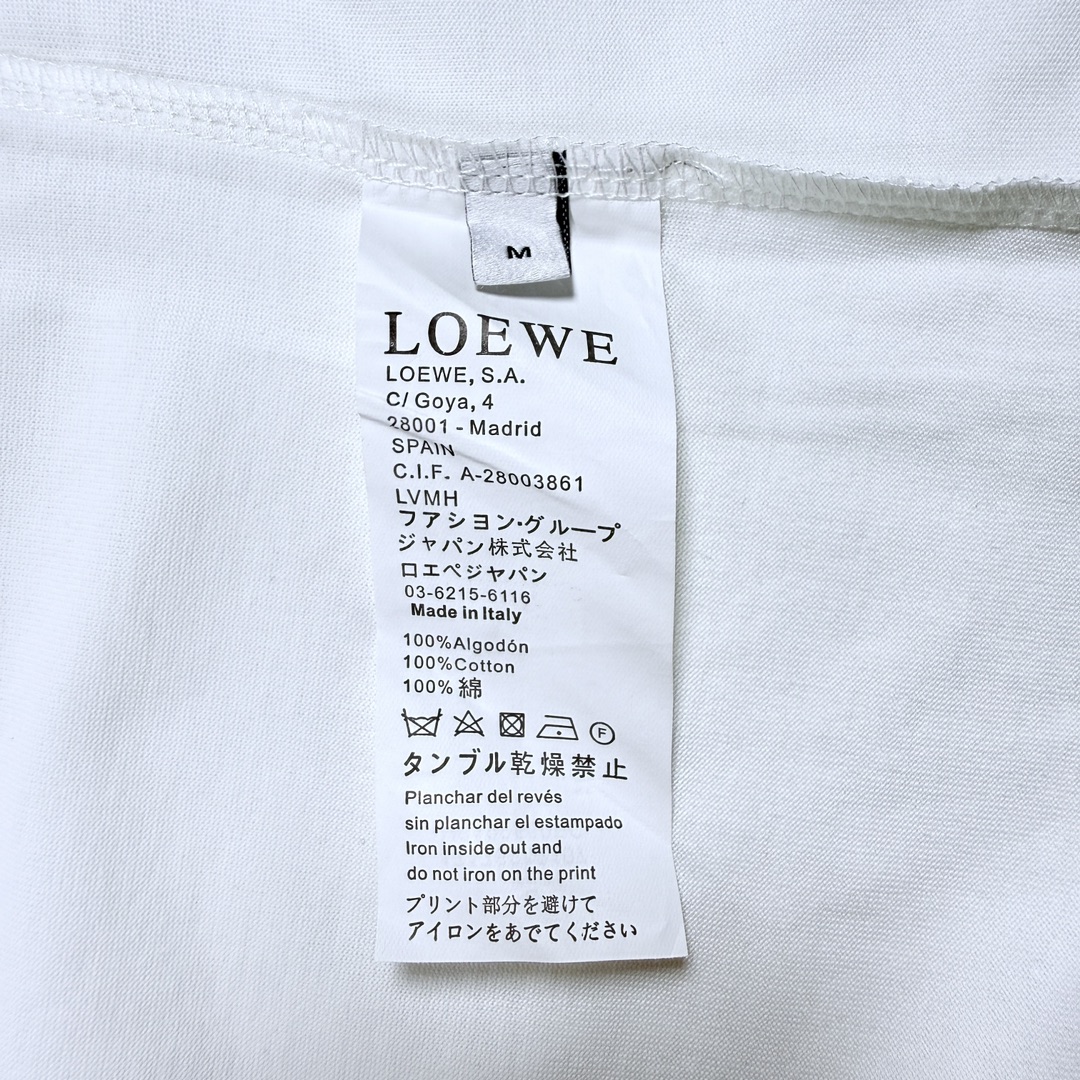 M
LOEWE
LOEWE, S.A.
C/ Goya, 4
28001 - Madrid
SPAIN
C.I.F. A-28003861
LVMH
フアショヨン・グループ
ジャパン株式会社
ロエベジヤパン
03-6215-6116
Made in Italy
100%Algodón
100%Cotton
100% 綿
F
タンブル乾燥禁止
Planchar del revés
sin planchar el estampado
Iron inside out and
do not iron on the print
プリント部分を避けて
アイロンをあでてください